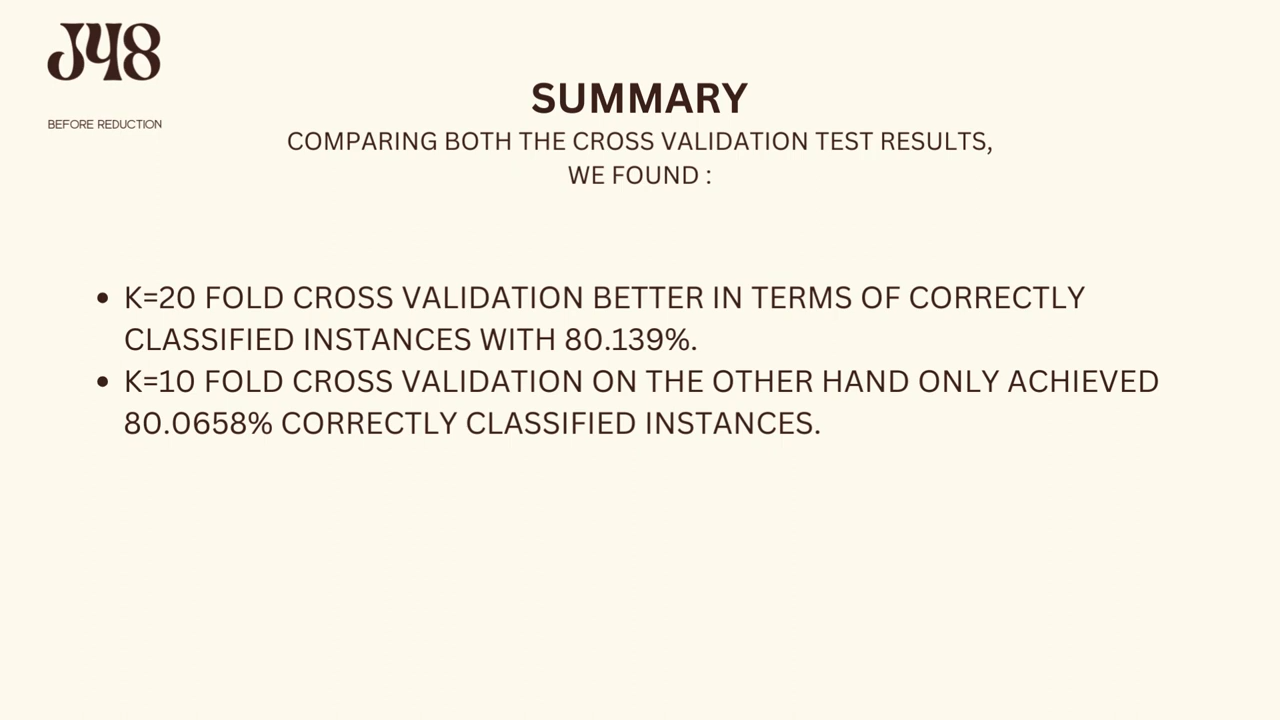 J48
BEFORE REDUCTION
SUMMARY
COMPARING BOTH THE CROSS VALIDATION TEST RESULTS,
WE FOUND :
• K=20 FOLD CROSS VALIDATION BETTER IN TERMS OF CORRECTLY
CLASSIFIED INSTANCES WITH 80.139%.
• K=10 FOLD CROSS VALIDATION ON THE OTHER HAND ONLY ACHIEVED
80.0658% CORRECTLY CLASSIFIED INSTANCES.